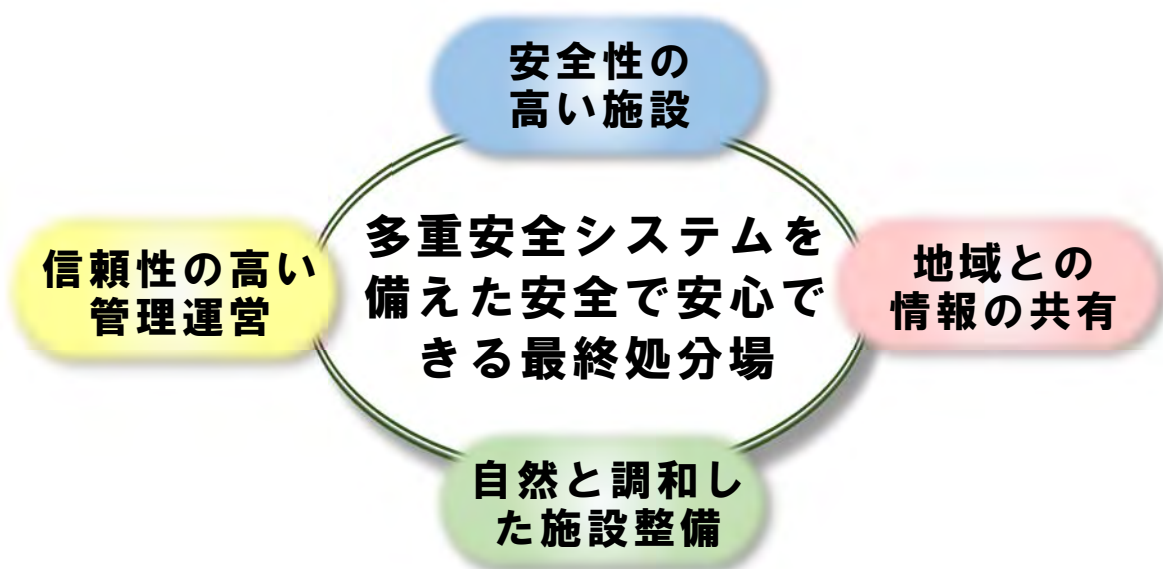 安全性の
高い施設
多重安全システムを
備えた安全で安心で
きる最終処分場
信頼性の高い
管理運営
地域との
情報の共有
自然と調和し
た施設整備